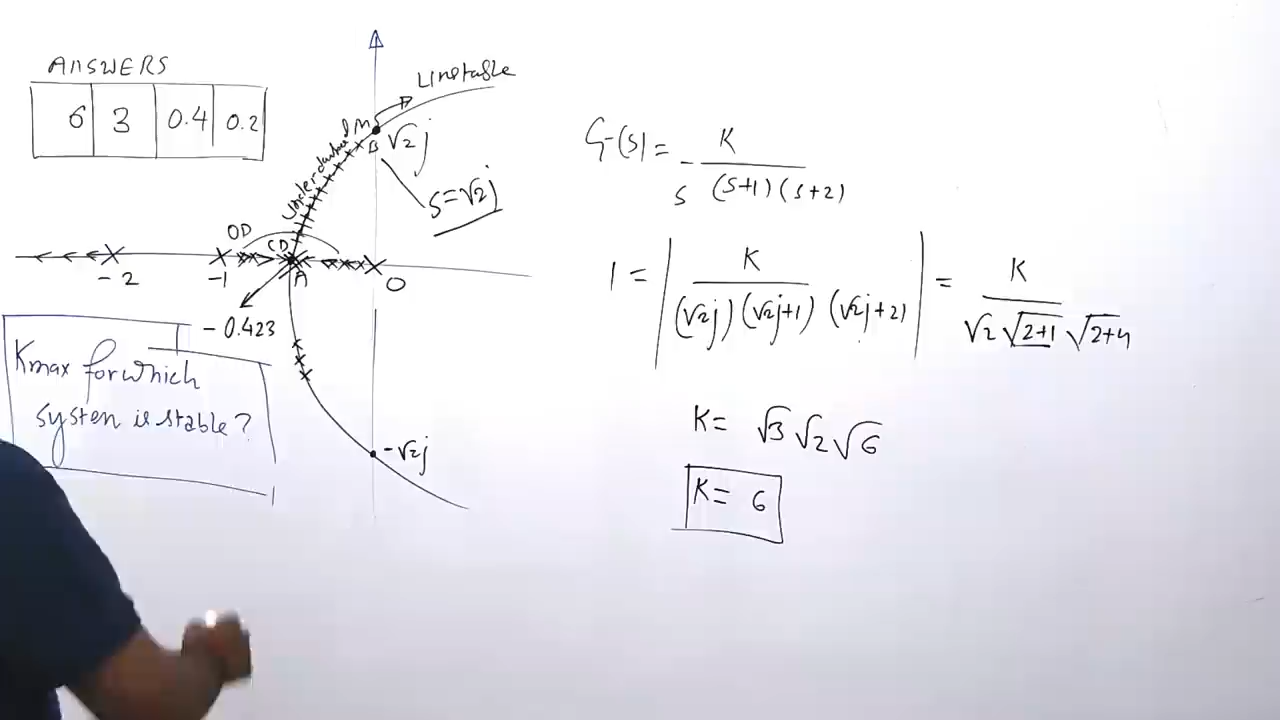 ANSWERS
6 3 0.4 0.2
Unstable
IM
B √2j
Underdamped
S=√2j
OD
CD
-2 -1 A O
-0.423
Kmax for which
system is stable?
-√2j
G(s) = K / s (s+1)(s+2)
1 = | K / (√2j)(√2j+1)(√2j+2) | = K / √2 √2+1 √2+4
K= √3 √2 √6
K= 6